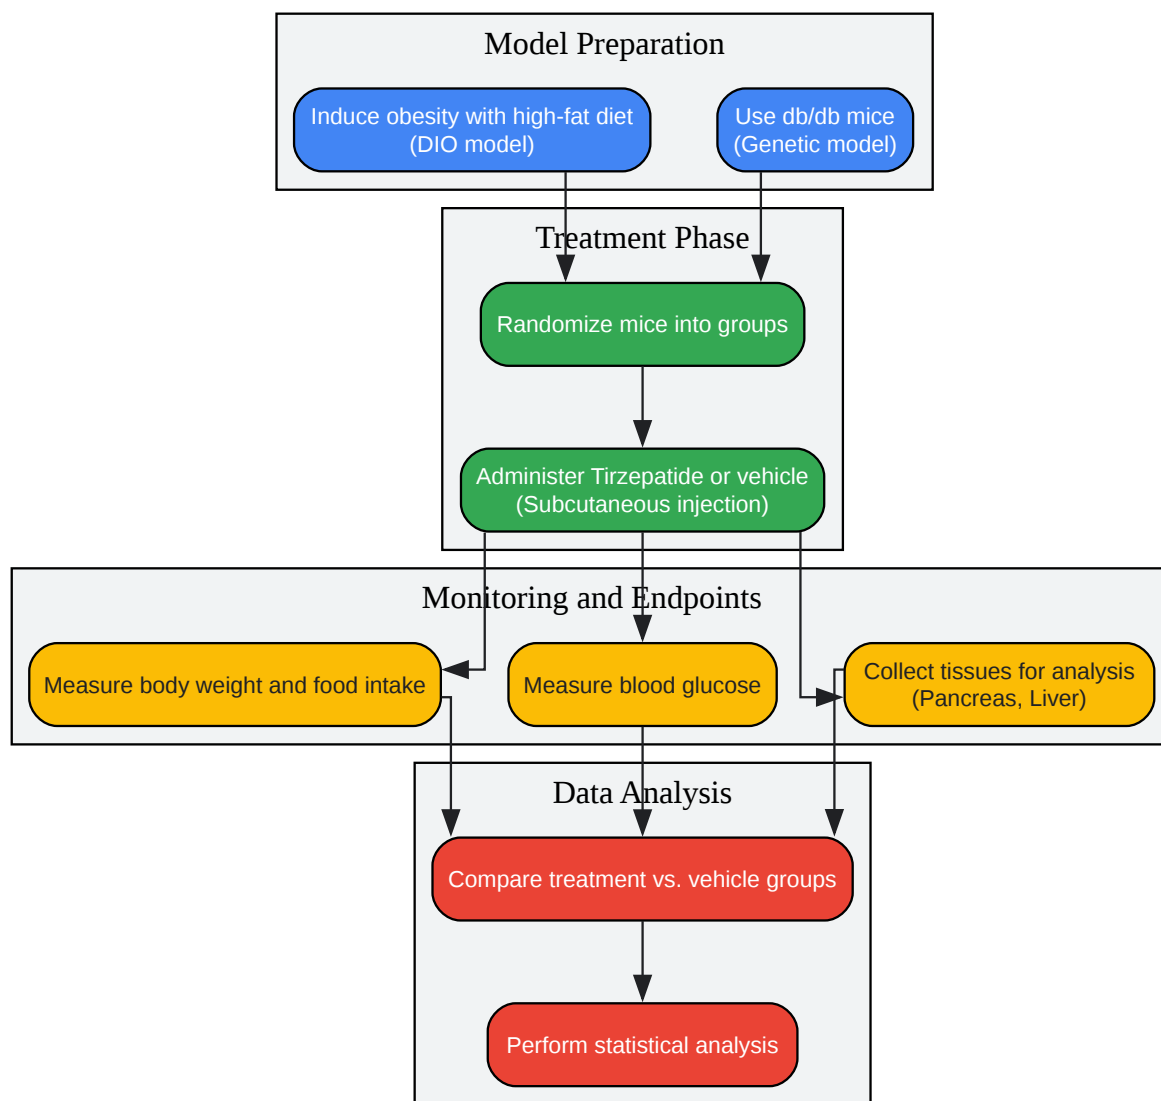 Model Preparation
Induce obesity with high-fat diet
(DIO model)
Use db/db mice
(Genetic model)
Treatment Phase
Randomize mice into groups
Administer Tirzepatide or vehicle
(Subcutaneous injection)
Monitoring and Endpoints
Measure body weight and food intake
Measure blood glucose
Collect tissues for analysis
(Pancreas, Liver)
Data Analysis
Compare treatment vs. vehicle groups
Perform statistical analysis